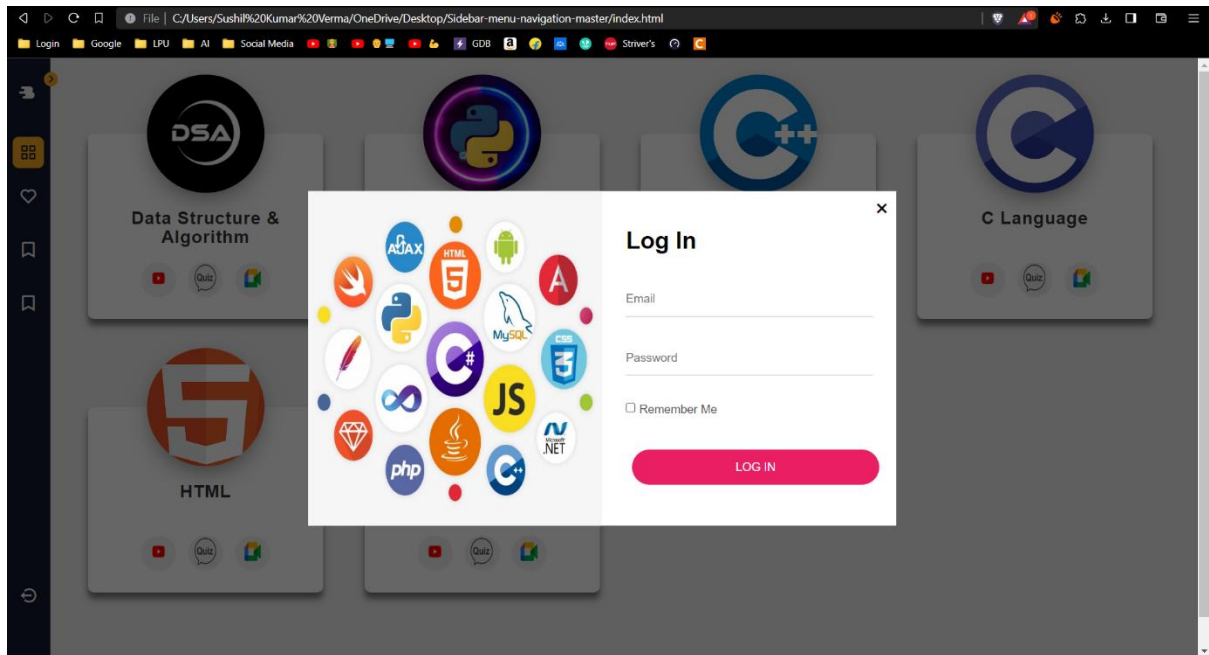 File | C:/Users/Sushil%20Kumar%20Verma/OneDrive/Desktop/Sidebar-menu-navigation-master/index.html
Login Google LPU AI Social Media GDB a Striver's C
DSA
C++
C
Data Structure &
Algorithm
C Language
Quiz
Quiz
Log In
Email
Password
Remember Me
LOG IN
AJAX
HTML
5
A
MySQL
C#
CSS
3
JS
Microsoft
.NET
php
C++
5
HTML
Quiz
Quiz